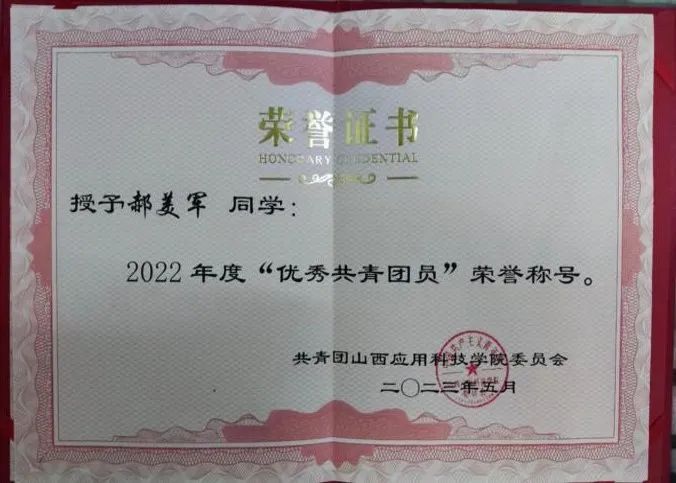 荣誉证书
HONORARY CREDENTIAL
授予郝美军 同学：
2022年度“优秀共青团员”荣誉称号。
共青团山西应用科技学院委员会
二〇二三年五月